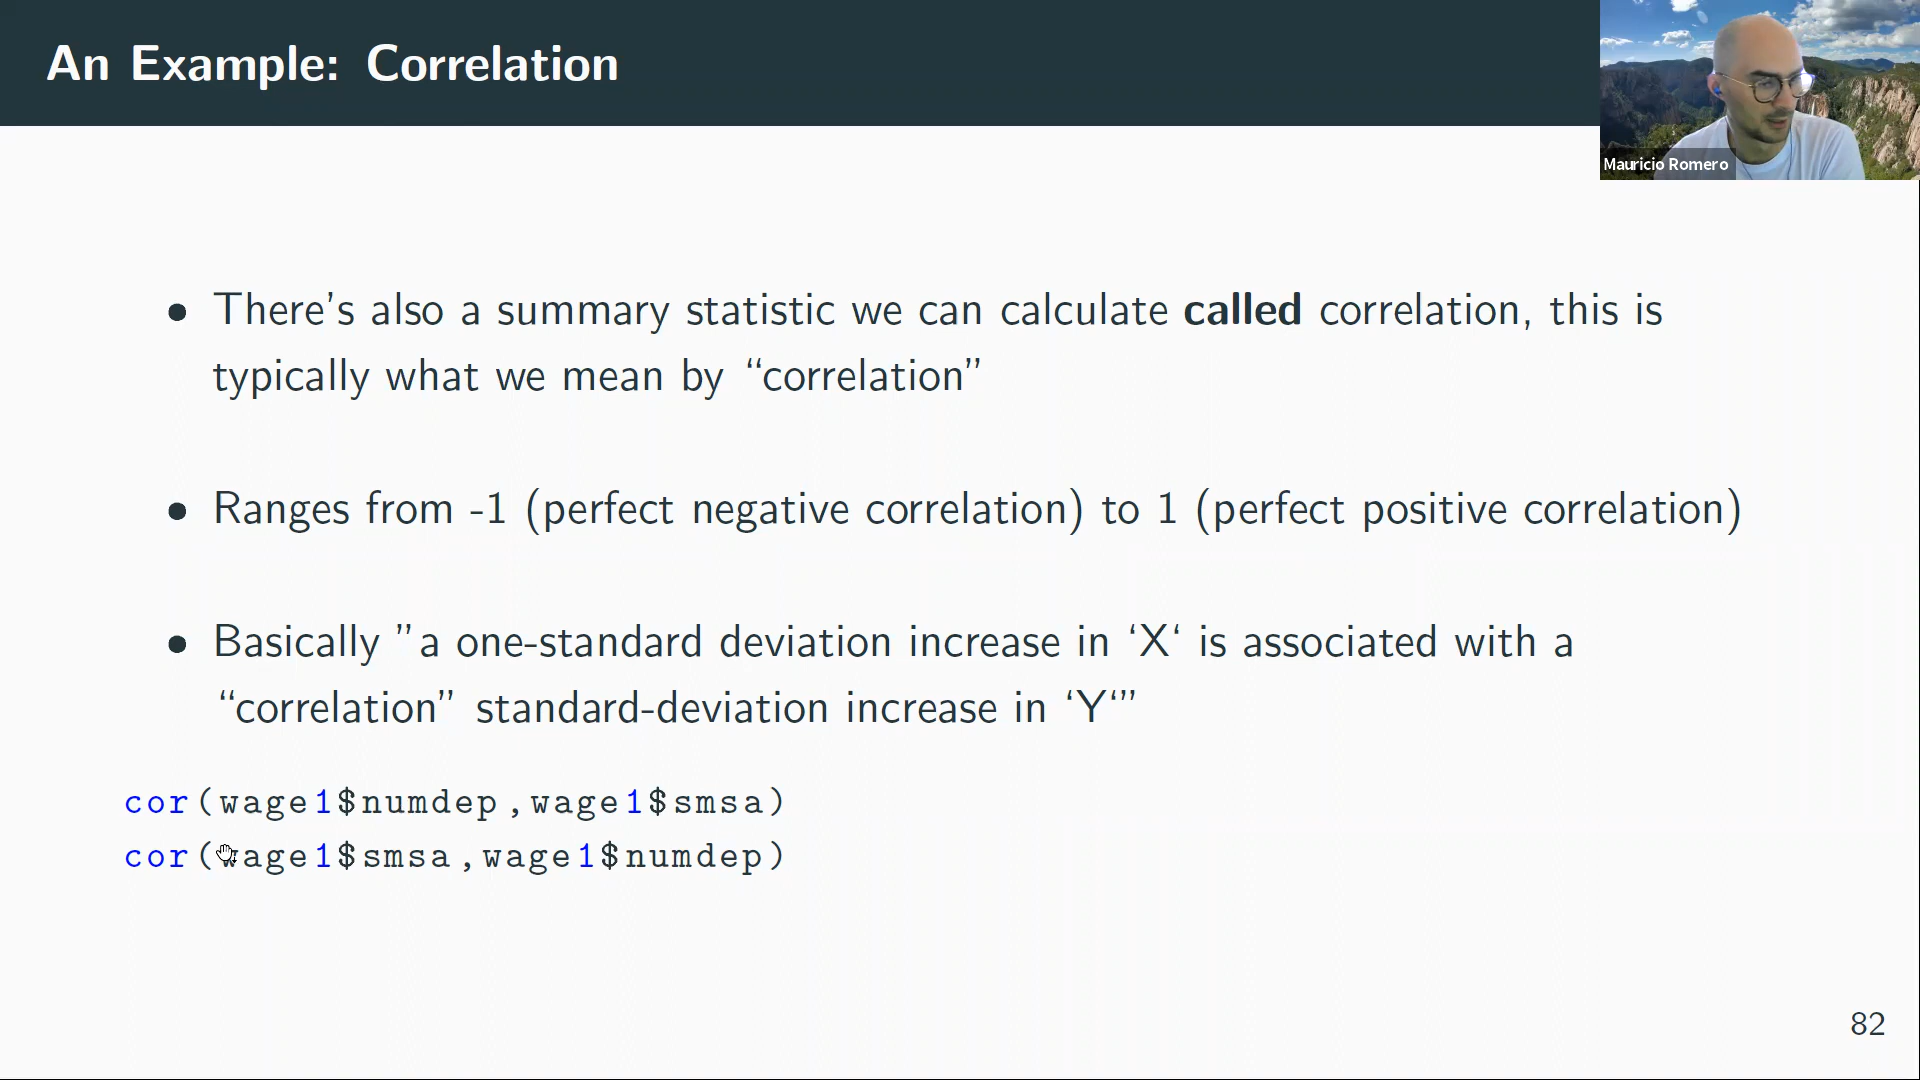 An Example: Correlation
Mauricio Romero
• There’s also a summary statistic we can calculate called correlation, this is
typically what we mean by “correlation”
• Ranges from -1 (perfect negative correlation) to 1 (perfect positive correlation)
• Basically ”a one-standard deviation increase in ‘X‘ is associated with a
“correlation” standard-deviation increase in ‘Y‘”
cor(wage1$numdep,wage1$smsa)
cor(wage1$smsa,wage1$numdep)
82